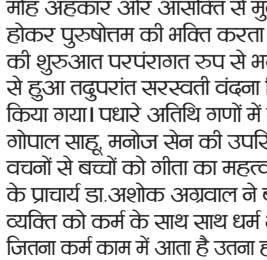 मोह अहंकार और आसक्ति से मु
होकर पुरुषोत्तम की भक्ति करता
की शुरुआत परपंरागत रुप से भ
से हुआ तदुपरांत सरस्वती वंदना
किया गया। पधारे अतिथि गणों में
गोपाल साहू, मनोज सेन की उपरि
वचनों से बच्चों को गीता का महत्व
के प्राचार्य डा.अशोक अग्रवाल ने ब
व्यक्ति को कर्म के साथ साथ धर्म
जितना कर्म काम में आता है उतना ह